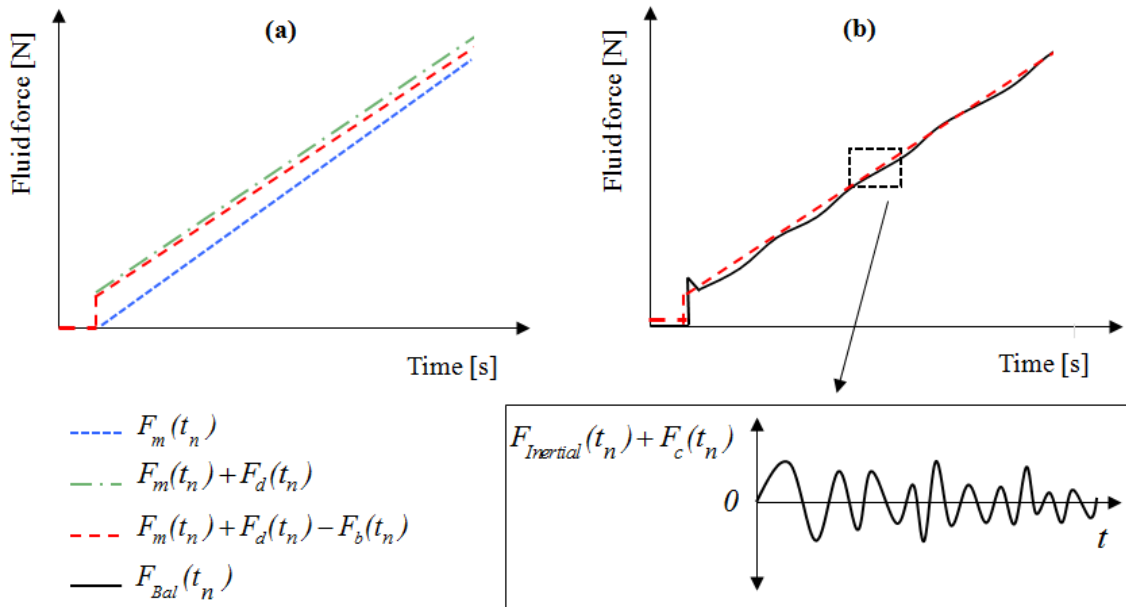 (a)
Fluid force [N]
Time [s]
(b)
Fluid force [N]
Time [s]
F_m(t_n)
F_m(t_n) + F_d(t_n)
F_m(t_n) + F_d(t_n) − F_b(t_n)
F_Bal(t_n)
F_Inertial(t_n) + F_c(t_n)
0
t